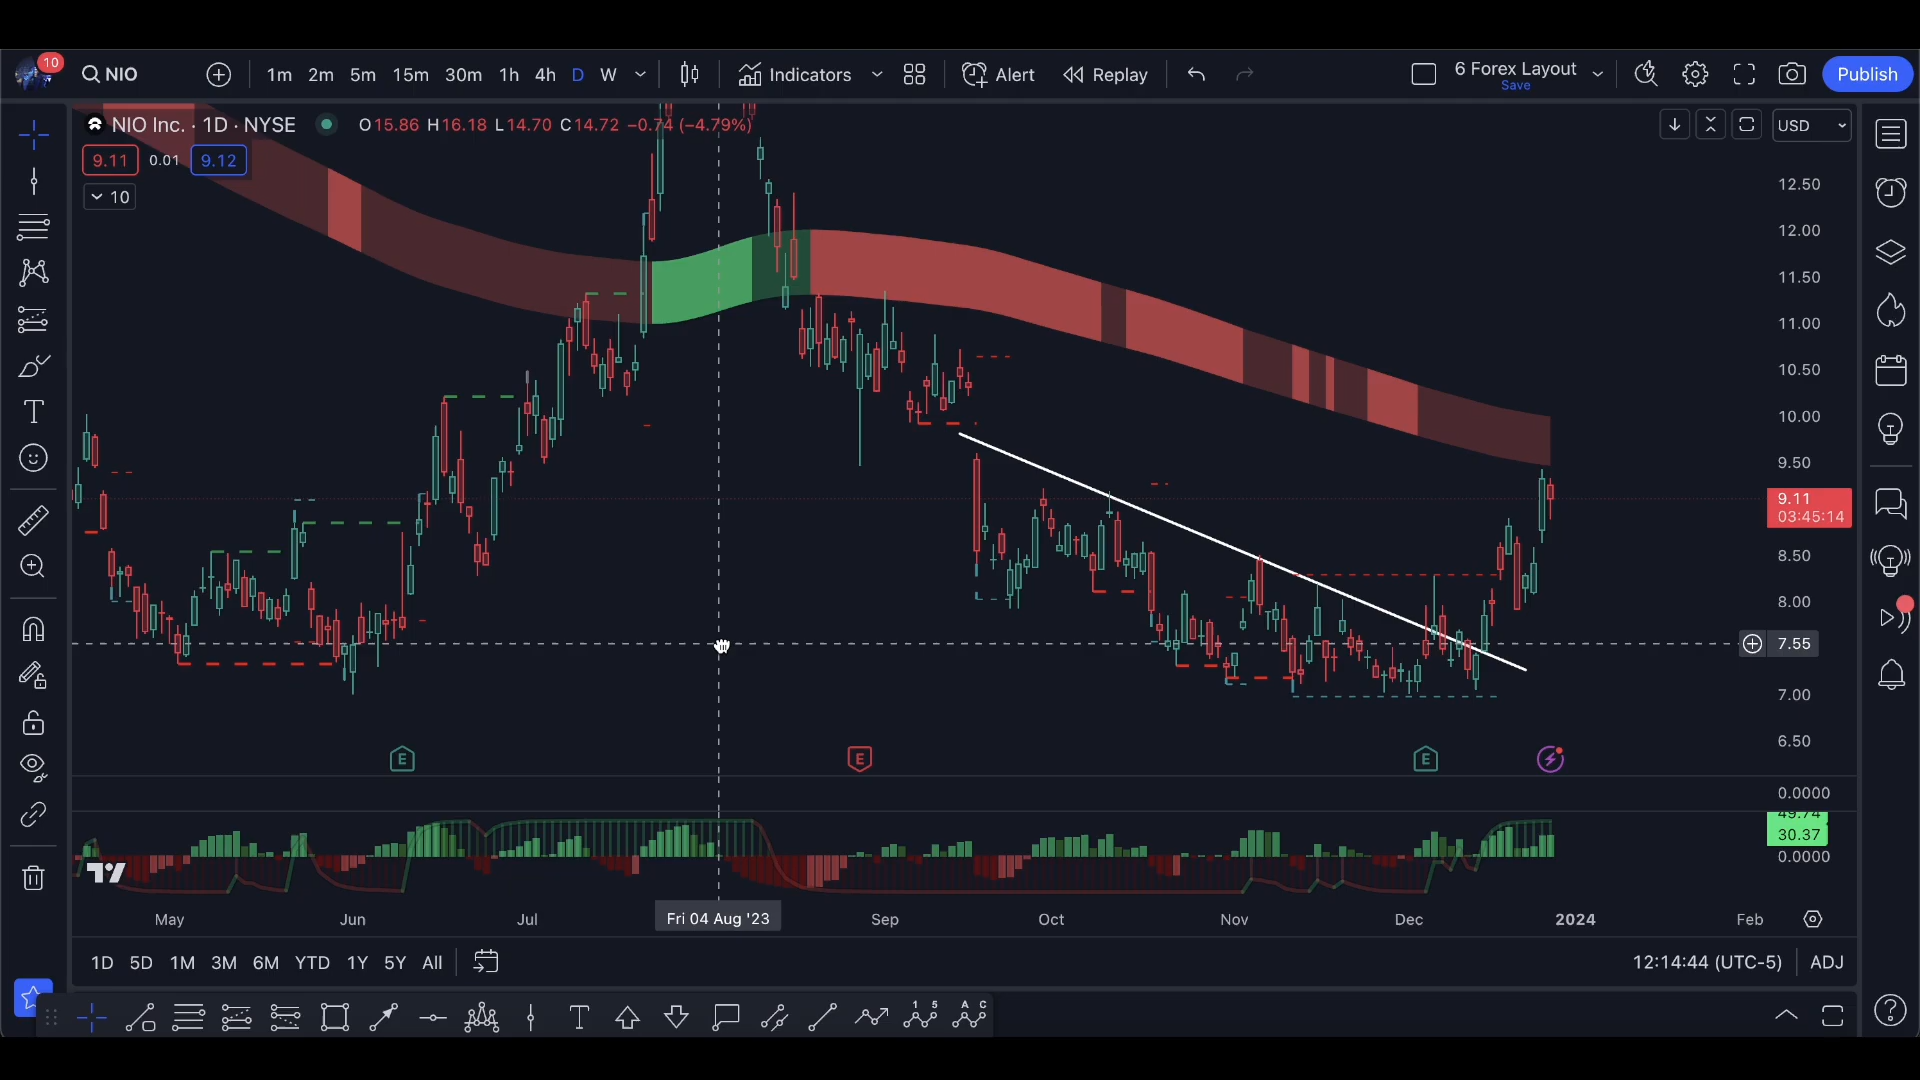 10
NIO
1m 2m 5m 15m 30m 1h 4h D W
Indicators
Alert
Replay
6 Forex Layout
Save
Publish
NIO Inc. · 1D · NYSE
O15.86 H16.18 L14.70 C14.72 −0.74 (−4.79%)
USD
9.11 0.01 9.12
10
12.50
12.00
11.50
11.00
10.50
10.00
9.50
9.11
03:45:14
8.50
8.00
7.55
7.00
6.50
E E E
0.0000
49.74
30.37
0.0000
May Jun Jul Fri 04 Aug '23 Sep Oct Nov Dec 2024 Feb
1D 5D 1M 3M 6M YTD 1Y 5Y All
12:14:44 (UTC-5) ADJ
T
T
1 5
A C